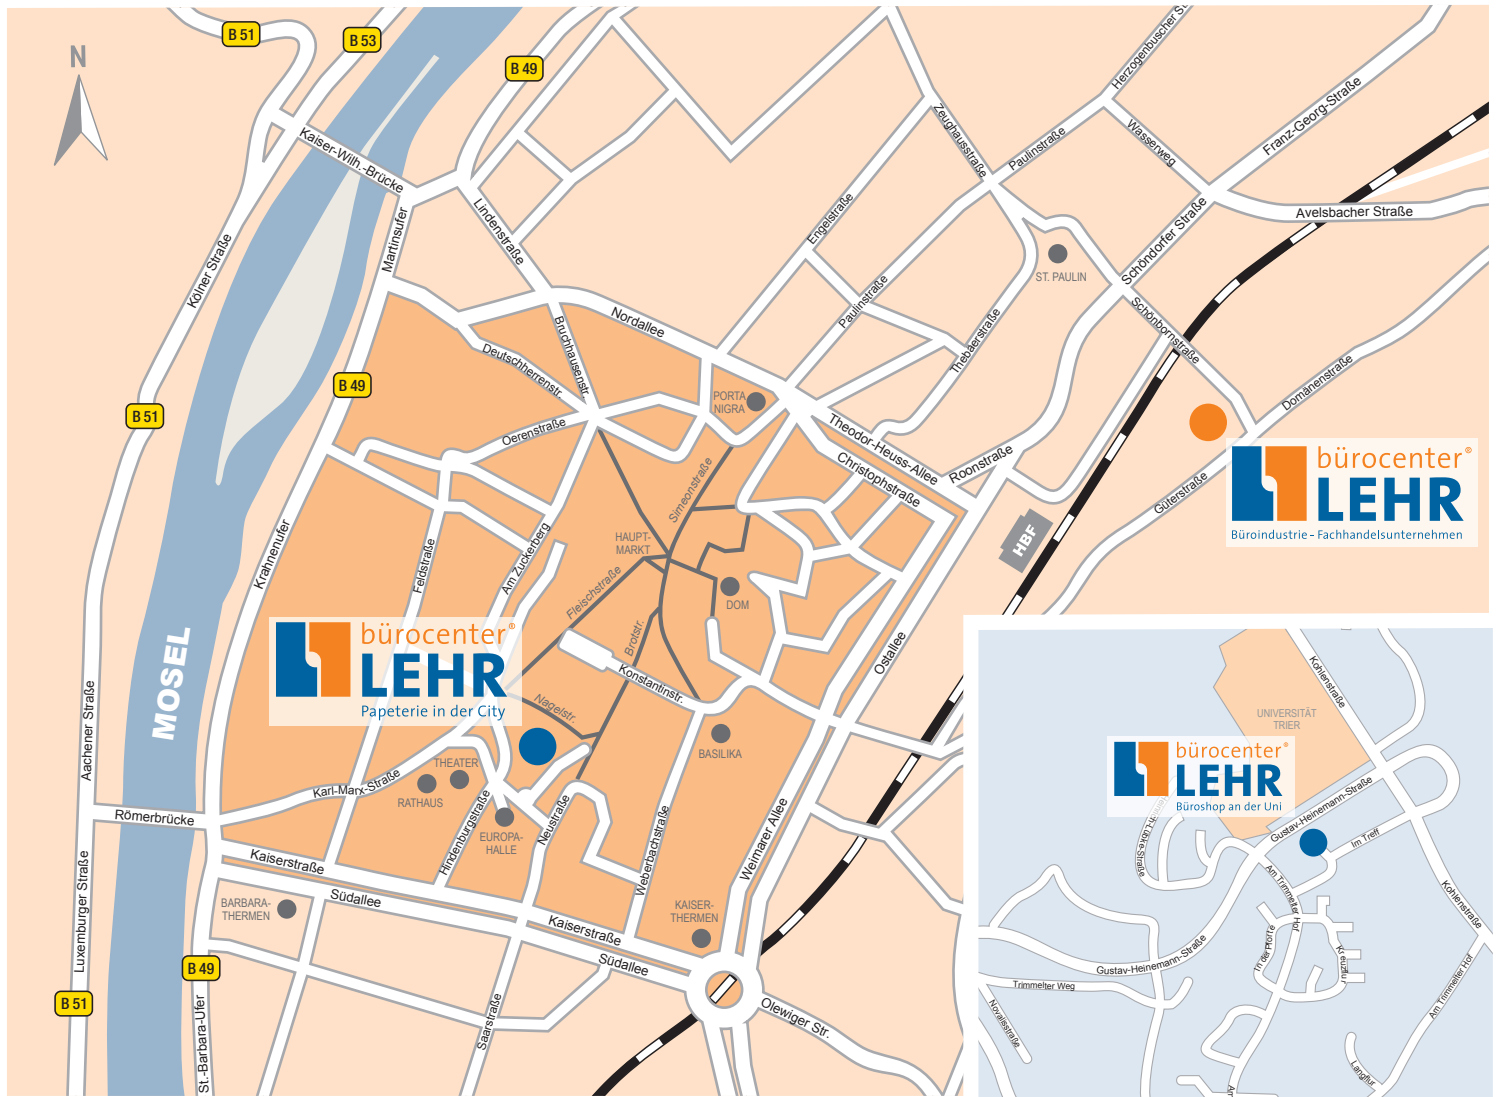 B 51
B 53
B 49
N
Kaiser-Wilh.-Brücke
Lindenstraße
Martinsufer
Kölner Straße
Zeughausstraße
Paulinstraße
Herzogenbuscher St
Wasserweg
Franz-Georg-Straße
Avelsbacher Straße
Engelstraße
Paulinstraße
ST. PAULIN
Schöndorfer Straße
Schönbornstraße
Thebäerstraße
Domänenstraße
Nordallee
Bruchhausenstr.
Deutschherrenstr.
B 49
B 51
PORTA
NIGRA
Oerenstraße
Theodor-Heuss-Allee
Christophstraße
Roonstraße
Simeonstraße
Güterstraße
bürocenter®
LEHR
Büroindustrie - Fachhandelsunternehmen
HBF
HAUPT-
MARKT
Krahnenufer
Feldstraße
Am Zuckerberg
Fleischstraße
DOM
Brotstr.
Ostallee
MOSEL
bürocenter®
LEHR
Papeterie in der City
Konstantinstr.
Nagelstr.
BASILIKA
Aachener Straße
THEATER
RATHAUS
Karl-Marx-Straße
Römerbrücke
EUROPA-
HALLE
Hindenburgstraße
Neustraße
Weberbachstraße
Weimarer Allee
Kaiserstraße
Südallee
BARBARA-
THERMEN
KAISER-
THERMEN
Kaiserstraße
Südallee
Luxemburger Straße
B 49
B 51
St.-Barbara-Ufer
Saarstraße
Olewiger Str.
Kohlenstraße
UNIVERSITÄT
TRIER
bürocenter®
LEHR
Büroshop an der Uni
Gustav-Heinemann-Straße
Im Treff
Am Trimmelter Hof
Kohlenstraße
In der Pforte
Kreuzflur
Gustav-Heinemann-Straße
Trimmelter Weg
Novalisstraße
Am Trimmelter Hof
Langflur